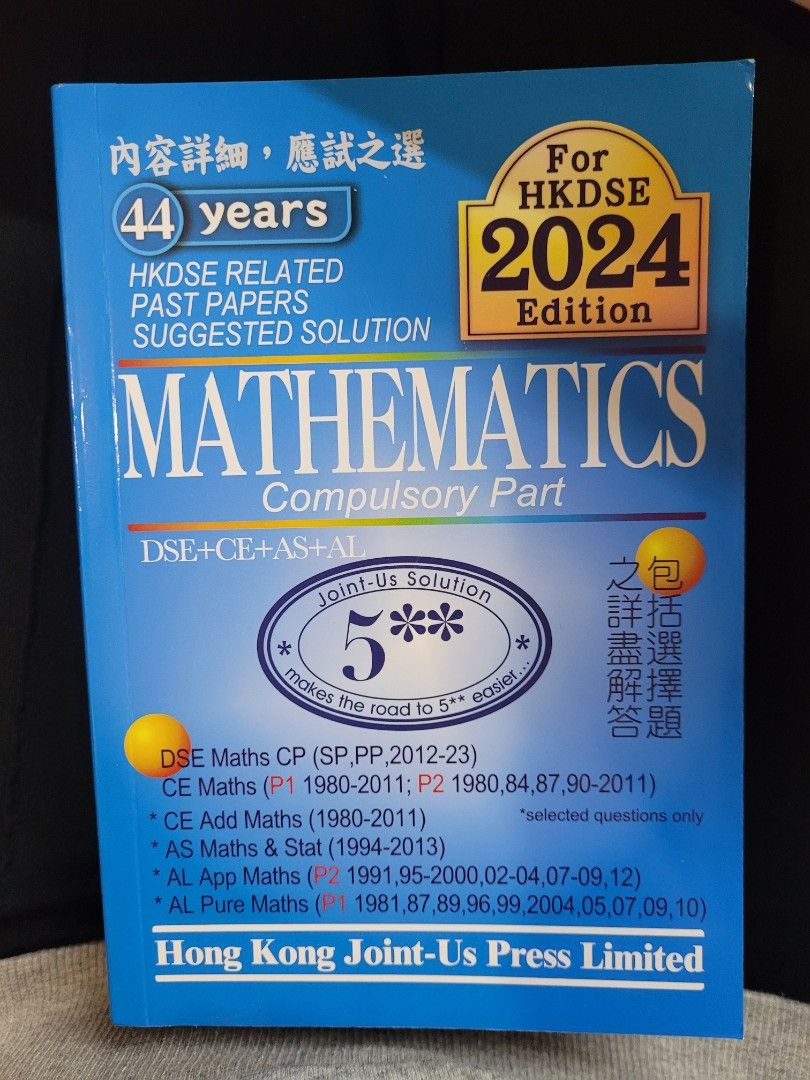 內容詳細，應試之選
44 years
HKDSE RELATED
PAST PAPERS
SUGGESTED SOLUTION
For
HKDSE
2024
Edition
MATHEMATICS
Compulsory Part
DSE+CE+AS+AL
Joint-Us Solution
5**
makes the road to 5** easier...
包括選擇題
之詳盡解答
DSE Maths CP (SP,PP,2012-23)
CE Maths (P1 1980-2011; P2 1980,84,87,90-2011)
* CE Add Maths (1980-2011)
*selected questions only
* AS Maths & Stat (1994-2013)
* AL App Maths (P2 1991,95-2000,02-04,07-09,12)
* AL Pure Maths (P1 1981,87,89,96,99,2004,05,07,09,10)
Hong Kong Joint-Us Press Limited